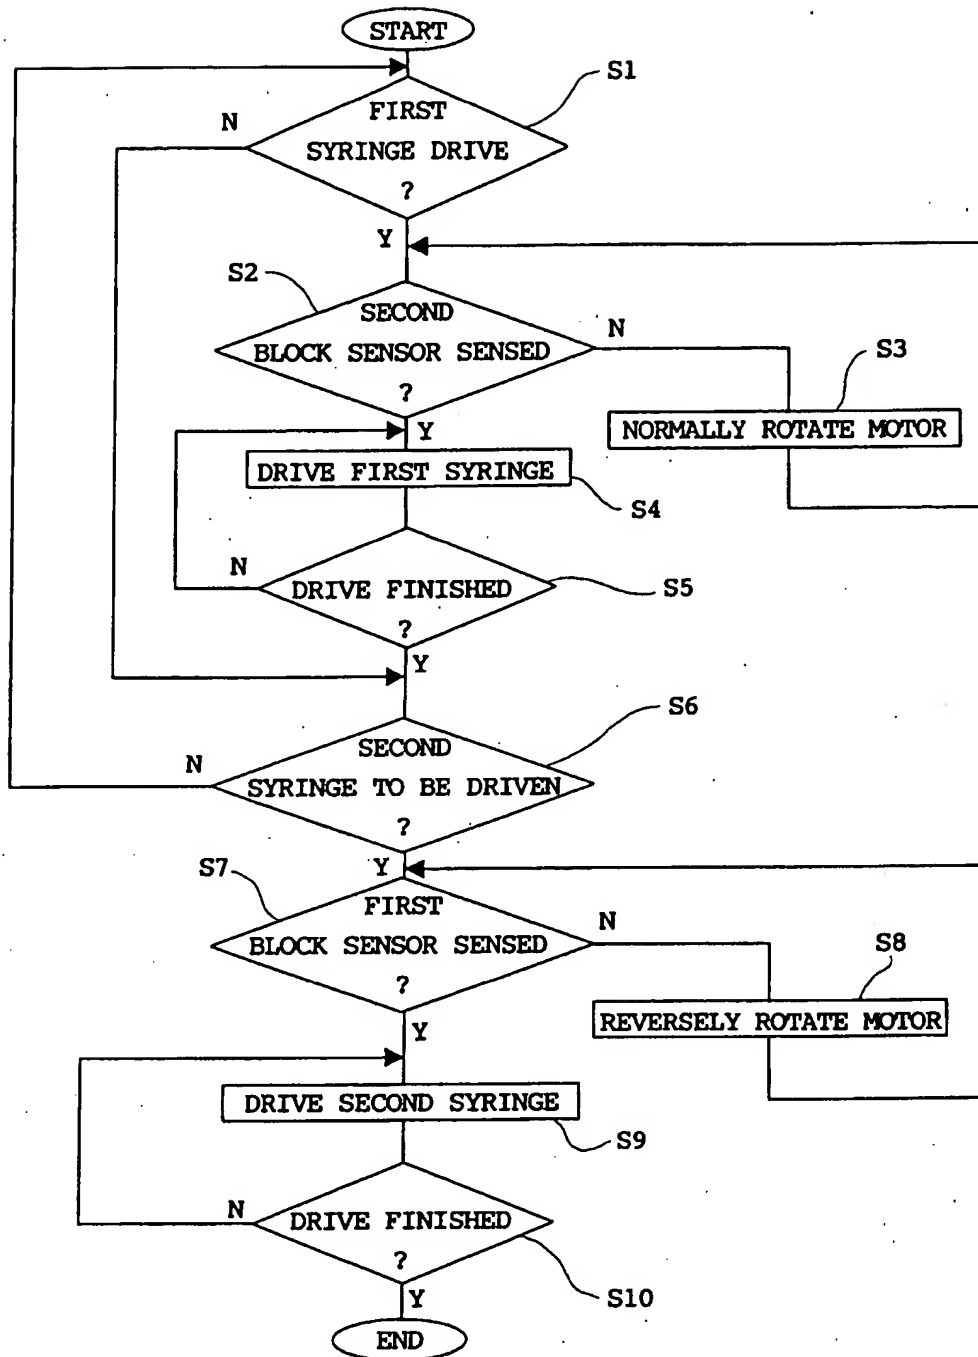 START
S1
N
FIRST
SYRINGE DRIVE
?
Y
S2
SECOND
BLOCK SENSOR SENSED
?
N
S3
NORMALLY ROTATE MOTOR
Y
DRIVE FIRST SYRINGE
S4
N
DRIVE FINISHED
?
S5
Y
S6
N
SECOND
SYRINGE TO BE DRIVEN
?
Y
S7
FIRST
BLOCK SENSOR SENSED
?
N
S8
REVERSELY ROTATE MOTOR
Y
DRIVE SECOND SYRINGE
S9
N
DRIVE FINISHED
?
S10
Y
END